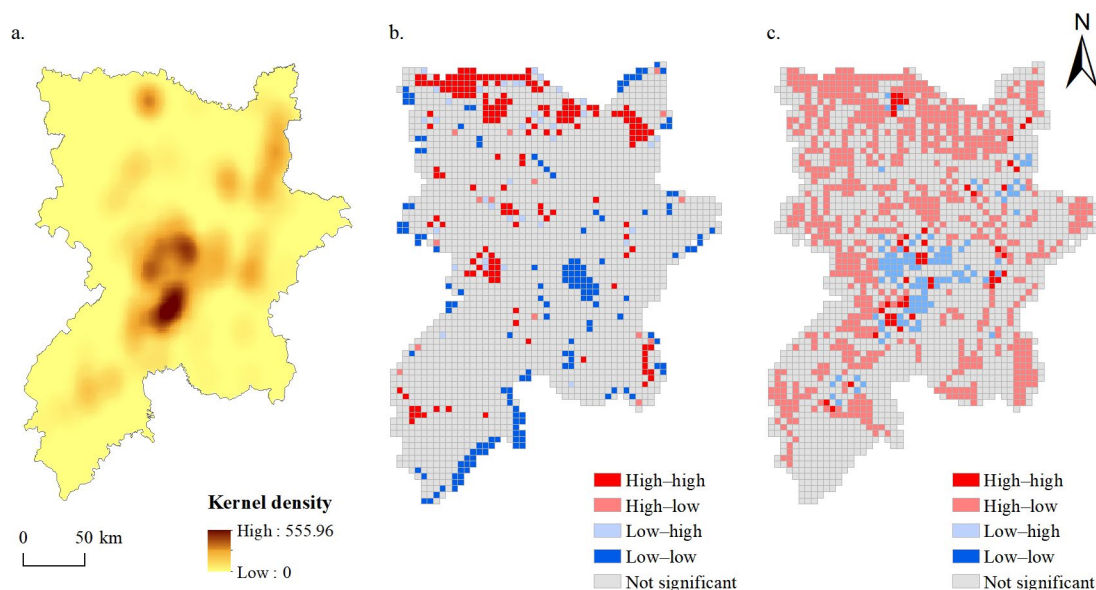 a.
b.
c.
N
Kernel density
High : 555.96
Low : 0
0 50 km
High–high
High–low
Low–high
Low–low
Not significant
High–high
High–low
Low–high
Low–low
Not significant